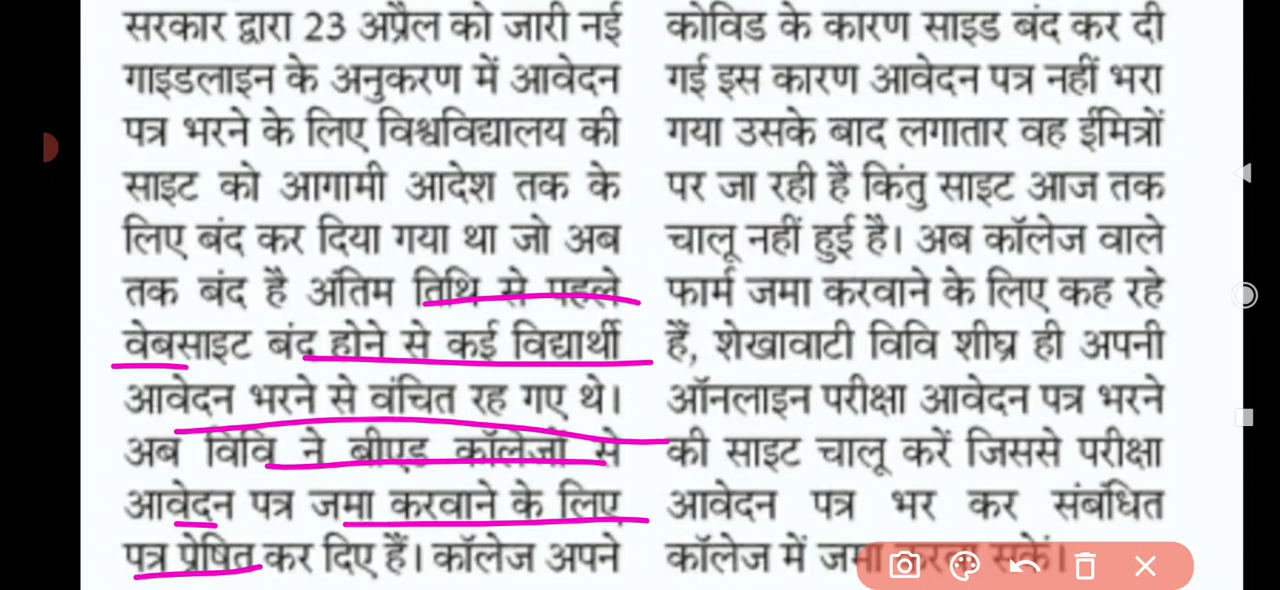 सरकार द्वारा 23 अप्रैल को जारी नई
गाइडलाइन के अनुकरण में आवेदन
पत्र भरने के लिए विश्वविद्यालय की
साइट को आगामी आदेश तक के
लिए बंद कर दिया गया था जो अब
तक बंद है अंतिम तिथि से पहले
वेबसाइट बंद होने से कई विद्यार्थी
आवेदन भरने से वंचित रह गए थे।
अब विवि ने बीएड कॉलेजों से
आवेदन पत्र जमा करवाने के लिए
पत्र प्रेषित कर दिए हैं। कॉलेज अपने
कोविड के कारण साइड बंद कर दी
गई इस कारण आवेदन पत्र नहीं भरा
गया उसके बाद लगातार वह ईमित्रों
पर जा रही है किंतु साइट आज तक
चालू नहीं हुई है। अब कॉलेज वाले
फार्म जमा करवाने के लिए कह रहे
हैं, शेखावाटी विवि शीघ्र ही अपनी
ऑनलाइन परीक्षा आवेदन पत्र भरने
की साइट चालू करें जिससे परीक्षा
आवेदन पत्र भर कर संबंधित
कॉलेज में जमा करवा सकें।